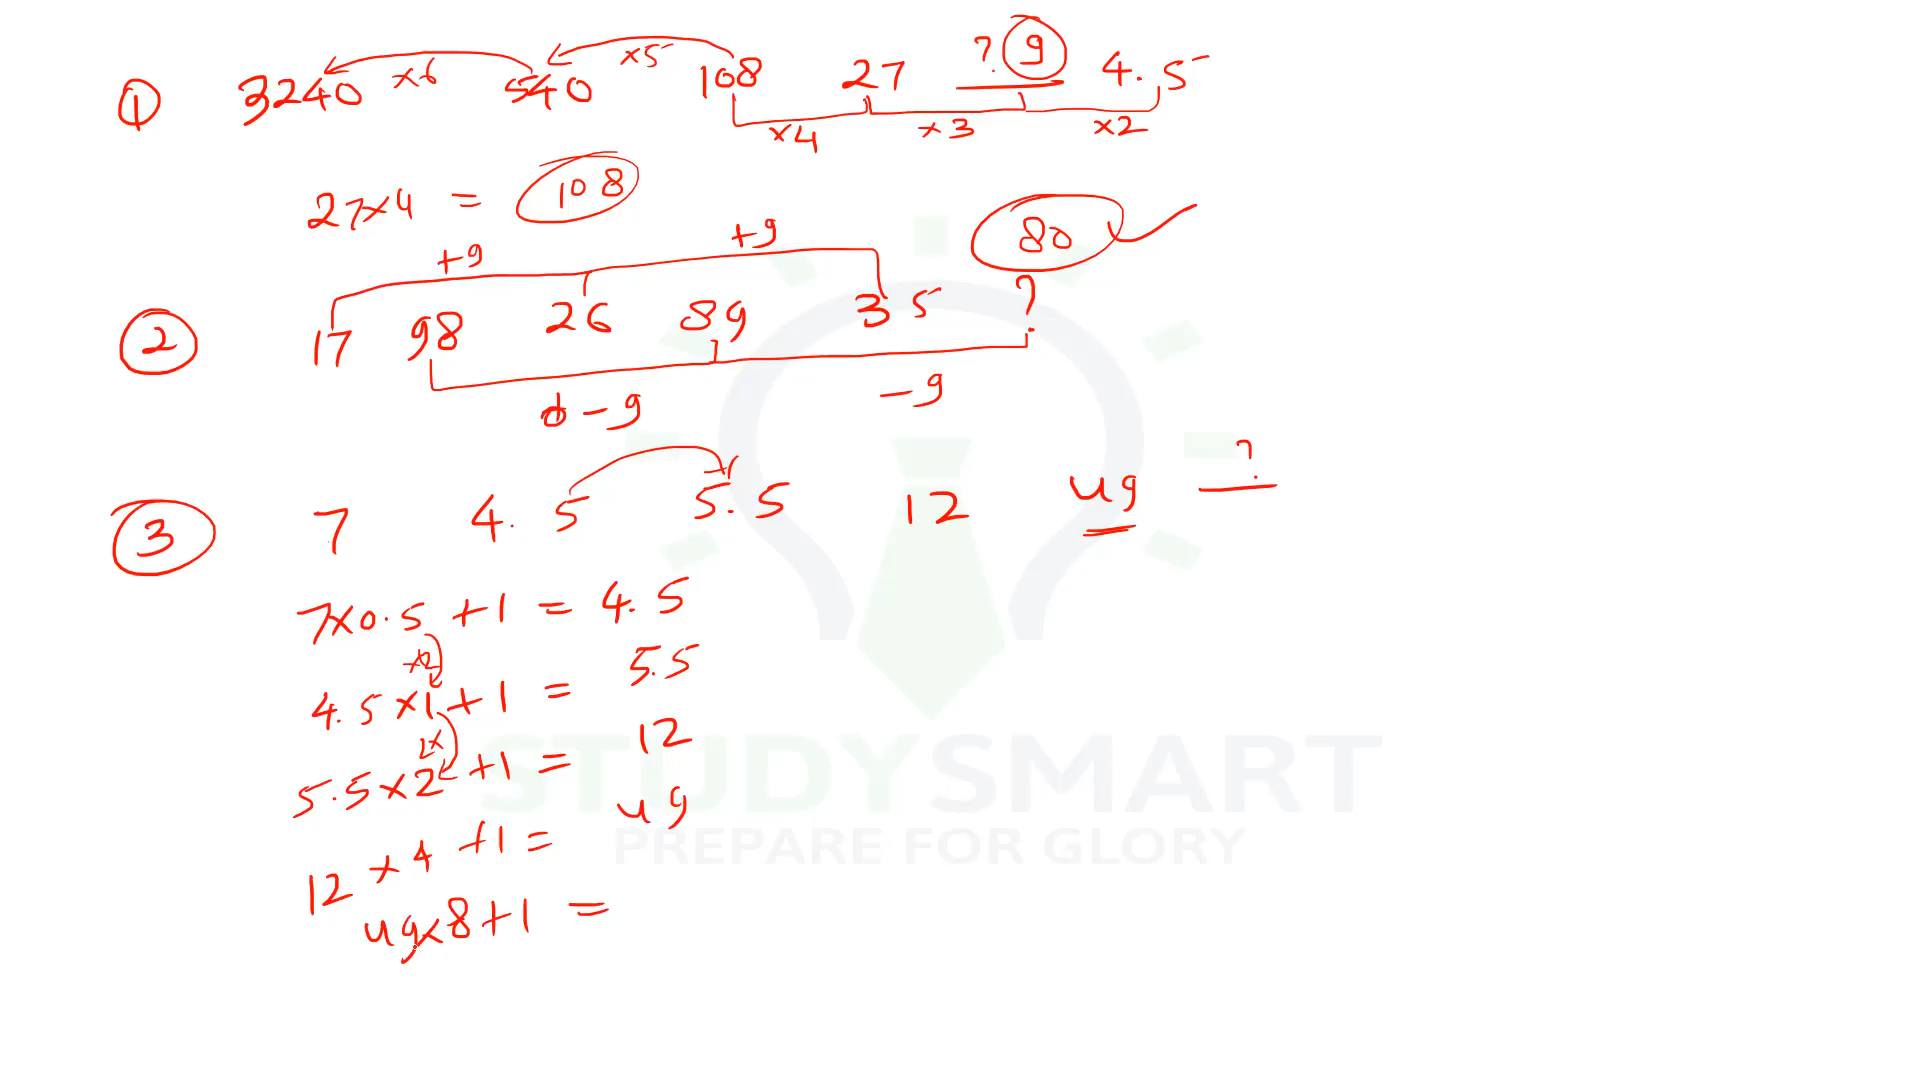 ×6 ×5
① 3240 540 108 27 ? 9 4.5
×4 ×3 ×2
27×4 = 108
+9 +9 80
② 17 98 26 89 35 ?
-9 -9
③ 7 4.5 5.5 12 49 ?
7×0.5 +1 = 4.5
×2
4.5 ×1 +1 = 5.5
2×
5.5×2 +1 = 12
12 ×4 +1 = 49
49×8+1 =
STUDYSMART
PREPARE FOR GLORY